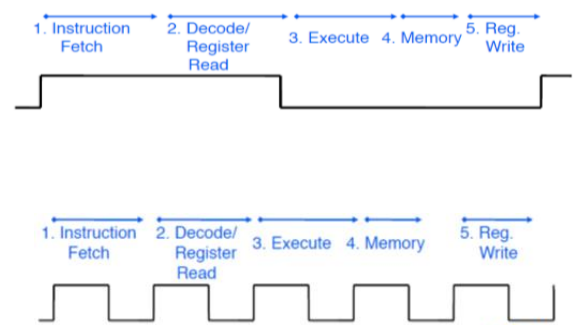 1. Instruction
Fetch
2. Decode/
Register
Read
3. Execute
4. Memory
5. Reg.
Write
1. Instruction
Fetch
2. Decode/
Register
Read
3. Execute
4. Memory
5. Reg.
Write